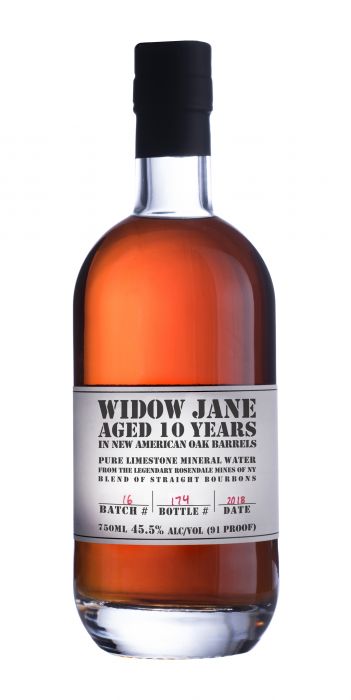 WIDOW JANE
AGED 10 YEARS
IN NEW AMERICAN OAK BARRELS
PURE LIMESTONE MINERAL WATER
FROM THE LEGENDARY ROSENDALE MINES OF NY
BLEND OF STRAIGHT BOURBONS
16 174 2018
BATCH # BOTTLE # DATE
750ML 45.5% ALC/VOL (91 PROOF)